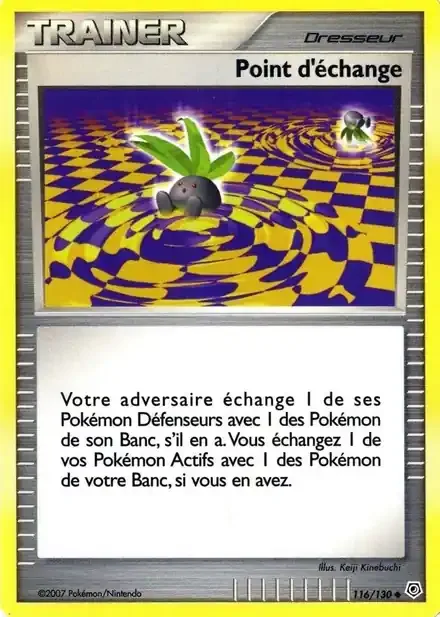 TRAINER
Dresseur
Point d'échange
Votre adversaire échange 1 de ses
Pokémon Défenseurs avec 1 des Pokémon
de son Banc, s'il en a. Vous échangez 1 de
vos Pokémon Actifs avec 1 des Pokémon
de votre Banc, si vous en avez.
Illus. Keiji Kinebuchi
©2007 Pokémon/Nintendo
116/130